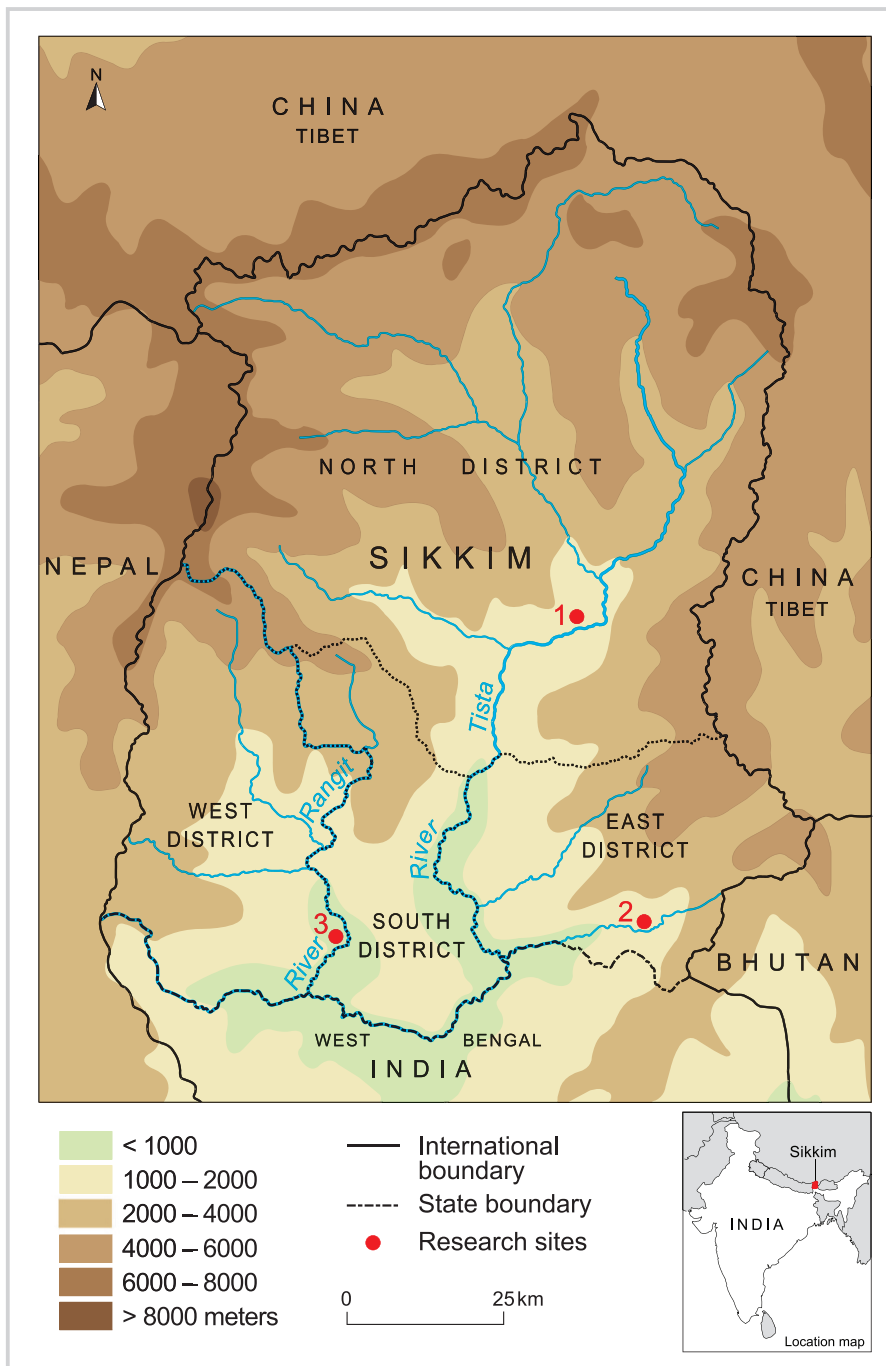 N
CHINA
TIBET
NORTH DISTRICT
SIKKIM
NEPAL
CHINA
TIBET
1
Tista
Rangit
WEST
DISTRICT
River
EAST
DISTRICT
2
3
SOUTH
DISTRICT
River
BHUTAN
WEST BENGAL
INDIA
< 1000
1000 – 2000
2000 – 4000
4000 – 6000
6000 – 8000
> 8000 meters
International
boundary
State boundary
Research sites
0 25 km
Sikkim
INDIA
Location map